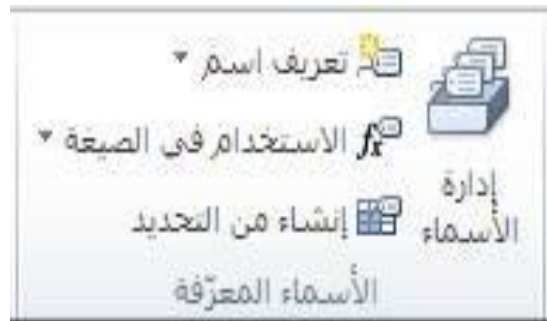 إدارة
الأسماء
تعريف اسم
الاستخدام في الصيغة
إنشاء من التحديد
الأسماء المعرّفة